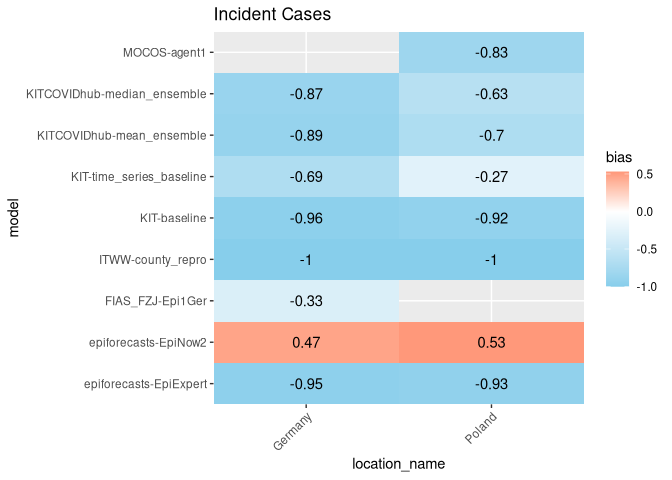 Incident Cases
MOCOS-agent1 -0.83
KITCOVIDhub-median_ensemble -0.87 -0.63
KITCOVIDhub-mean_ensemble -0.89 -0.7
KIT-time_series_baseline -0.69 -0.27
KIT-baseline -0.96 -0.92
ITWW-county_repro -1 -1
FIAS_FZJ-Epi1Ger -0.33
epiforecasts-EpiNow2 0.47 0.53
epiforecasts-EpiExpert -0.95 -0.93
model
Germany Poland
location_name
bias
0.5
0.0
-0.5
-1.0